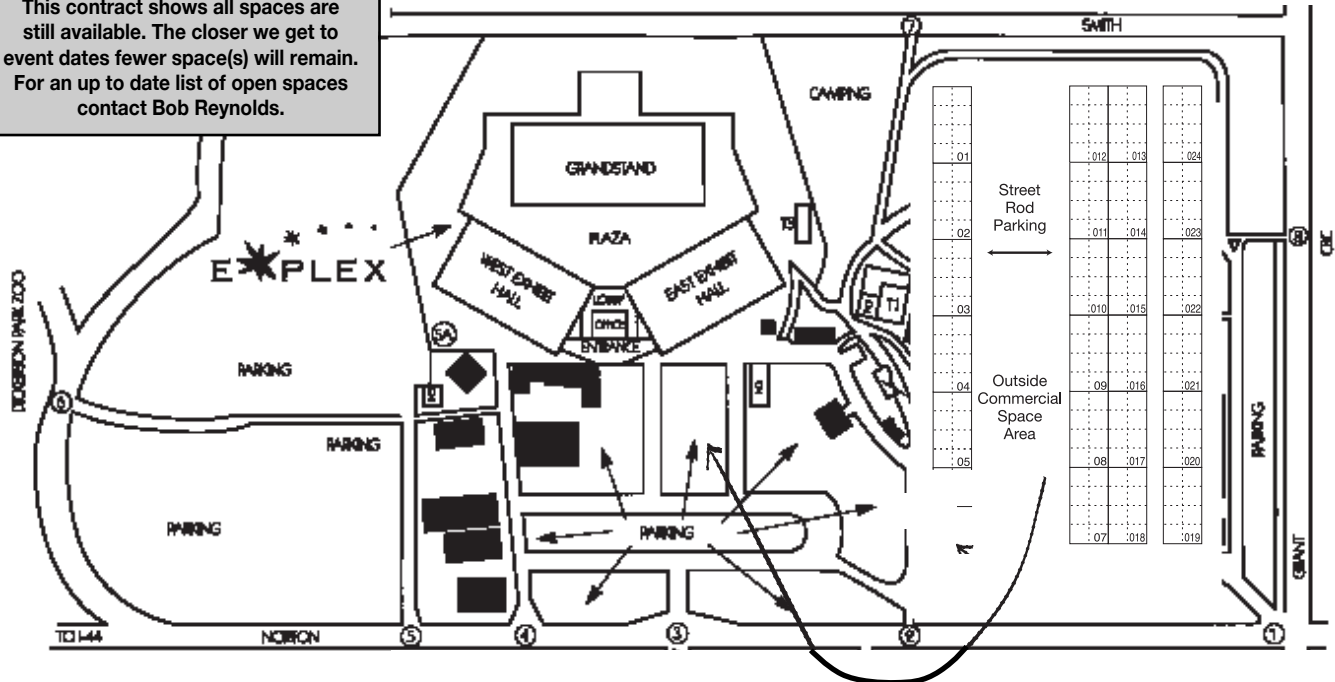 This contract shows all spaces are
still available. The closer we get to
event dates fewer space(s) will remain.
For an up to date list of open spaces
contact Bob Reynolds.
7
SMITH
CAMPING
GRANDSTAND
PLAZA
T3
WEST EXHIBIT
HALL
EAST EXHIBIT
HALL
LOBBY
OFFICE
ENTRANCE
E PLEX
DICKERSON PARK ZOO
5A
T1
8
CBC
01
02
03
04
05
Street
Rod
Parking
Outside
Commercial
Space
Area
012
013
024
011
014
023
010
015
022
09
016
021
08
017
020
07
018
019
PARKING
PARKING
PARKING
PARKING
PARKING
6
GRANT
TO I-44
NORTON
5
4
3
2
1